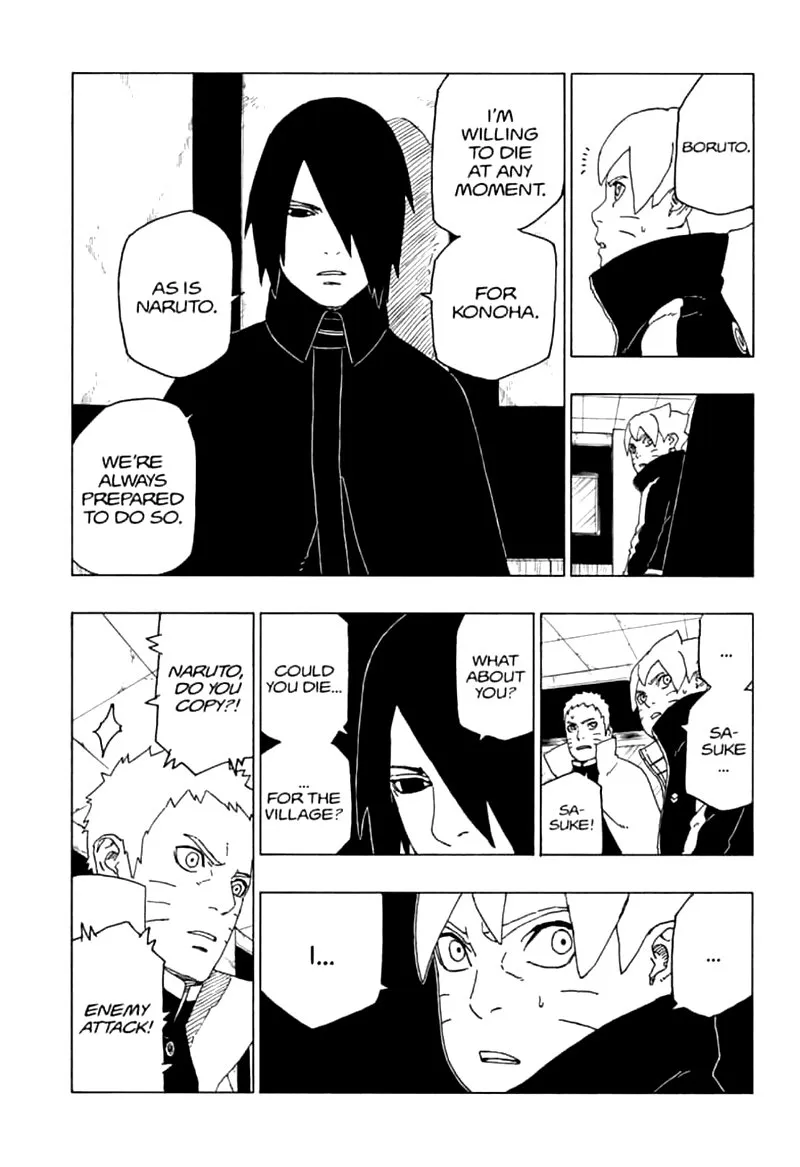 BORUTO.
I'M
WILLING
TO DIE
AT ANY
MOMENT.
FOR
KONOHA.
AS IS
NARUTO.
WE'RE
ALWAYS
PREPARED
TO DO SO.
...
SA-
SUKE
...
SA-
SUKE!
WHAT
ABOUT
YOU?
COULD
YOU DIE...
...
FOR THE
VILLAGE?
...
I...
NARUTO,
DO YOU
COPY?!
ENEMY
ATTACK!